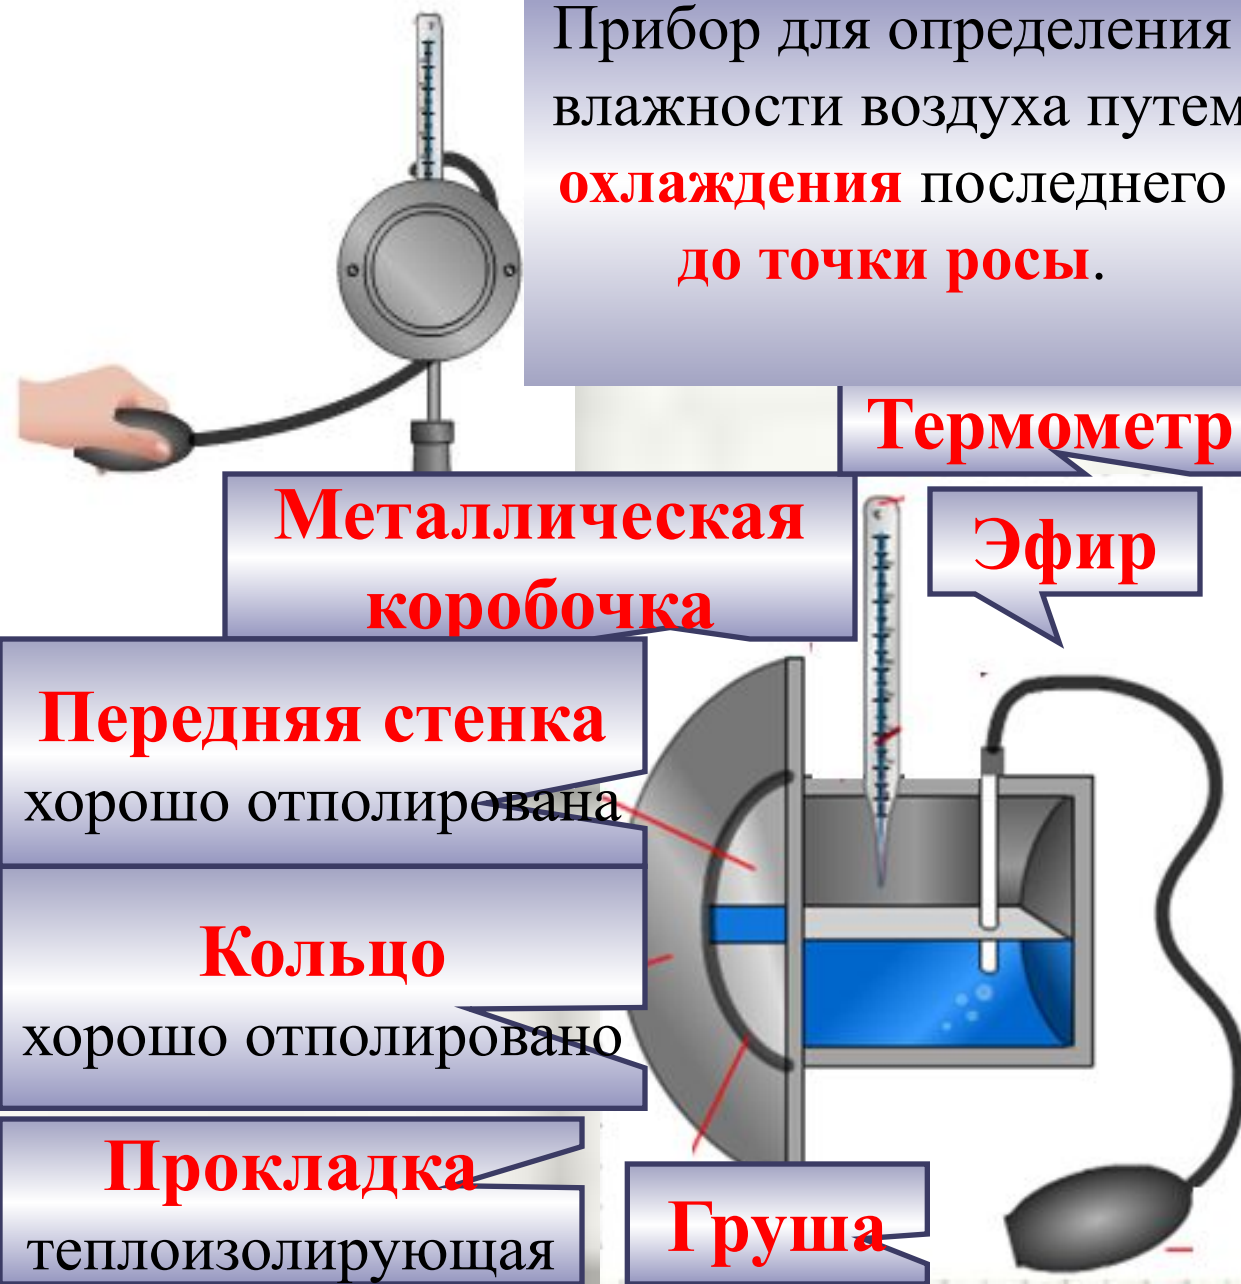 Прибор для определения
влажности воздуха путем
охлаждения последнего
до точки росы.
Термометр
Металлическая
коробочка
Эфир
Передняя стенка
хорошо отполирована
Кольцо
хорошо отполировано
Прокладка
теплоизолирующая
Груша